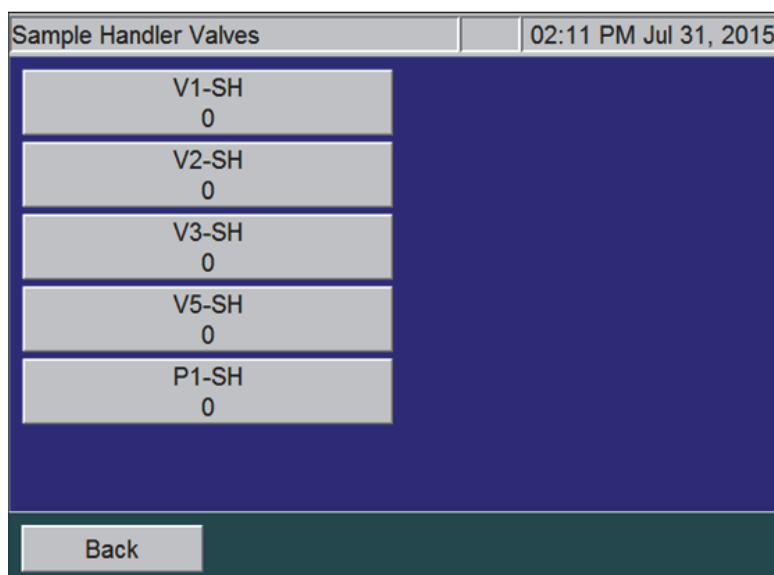 Sample Handler Valves
02:11 PM Jul 31, 2015
V1-SH
0
V2-SH
0
V3-SH
0
V5-SH
0
P1-SH
0
Back